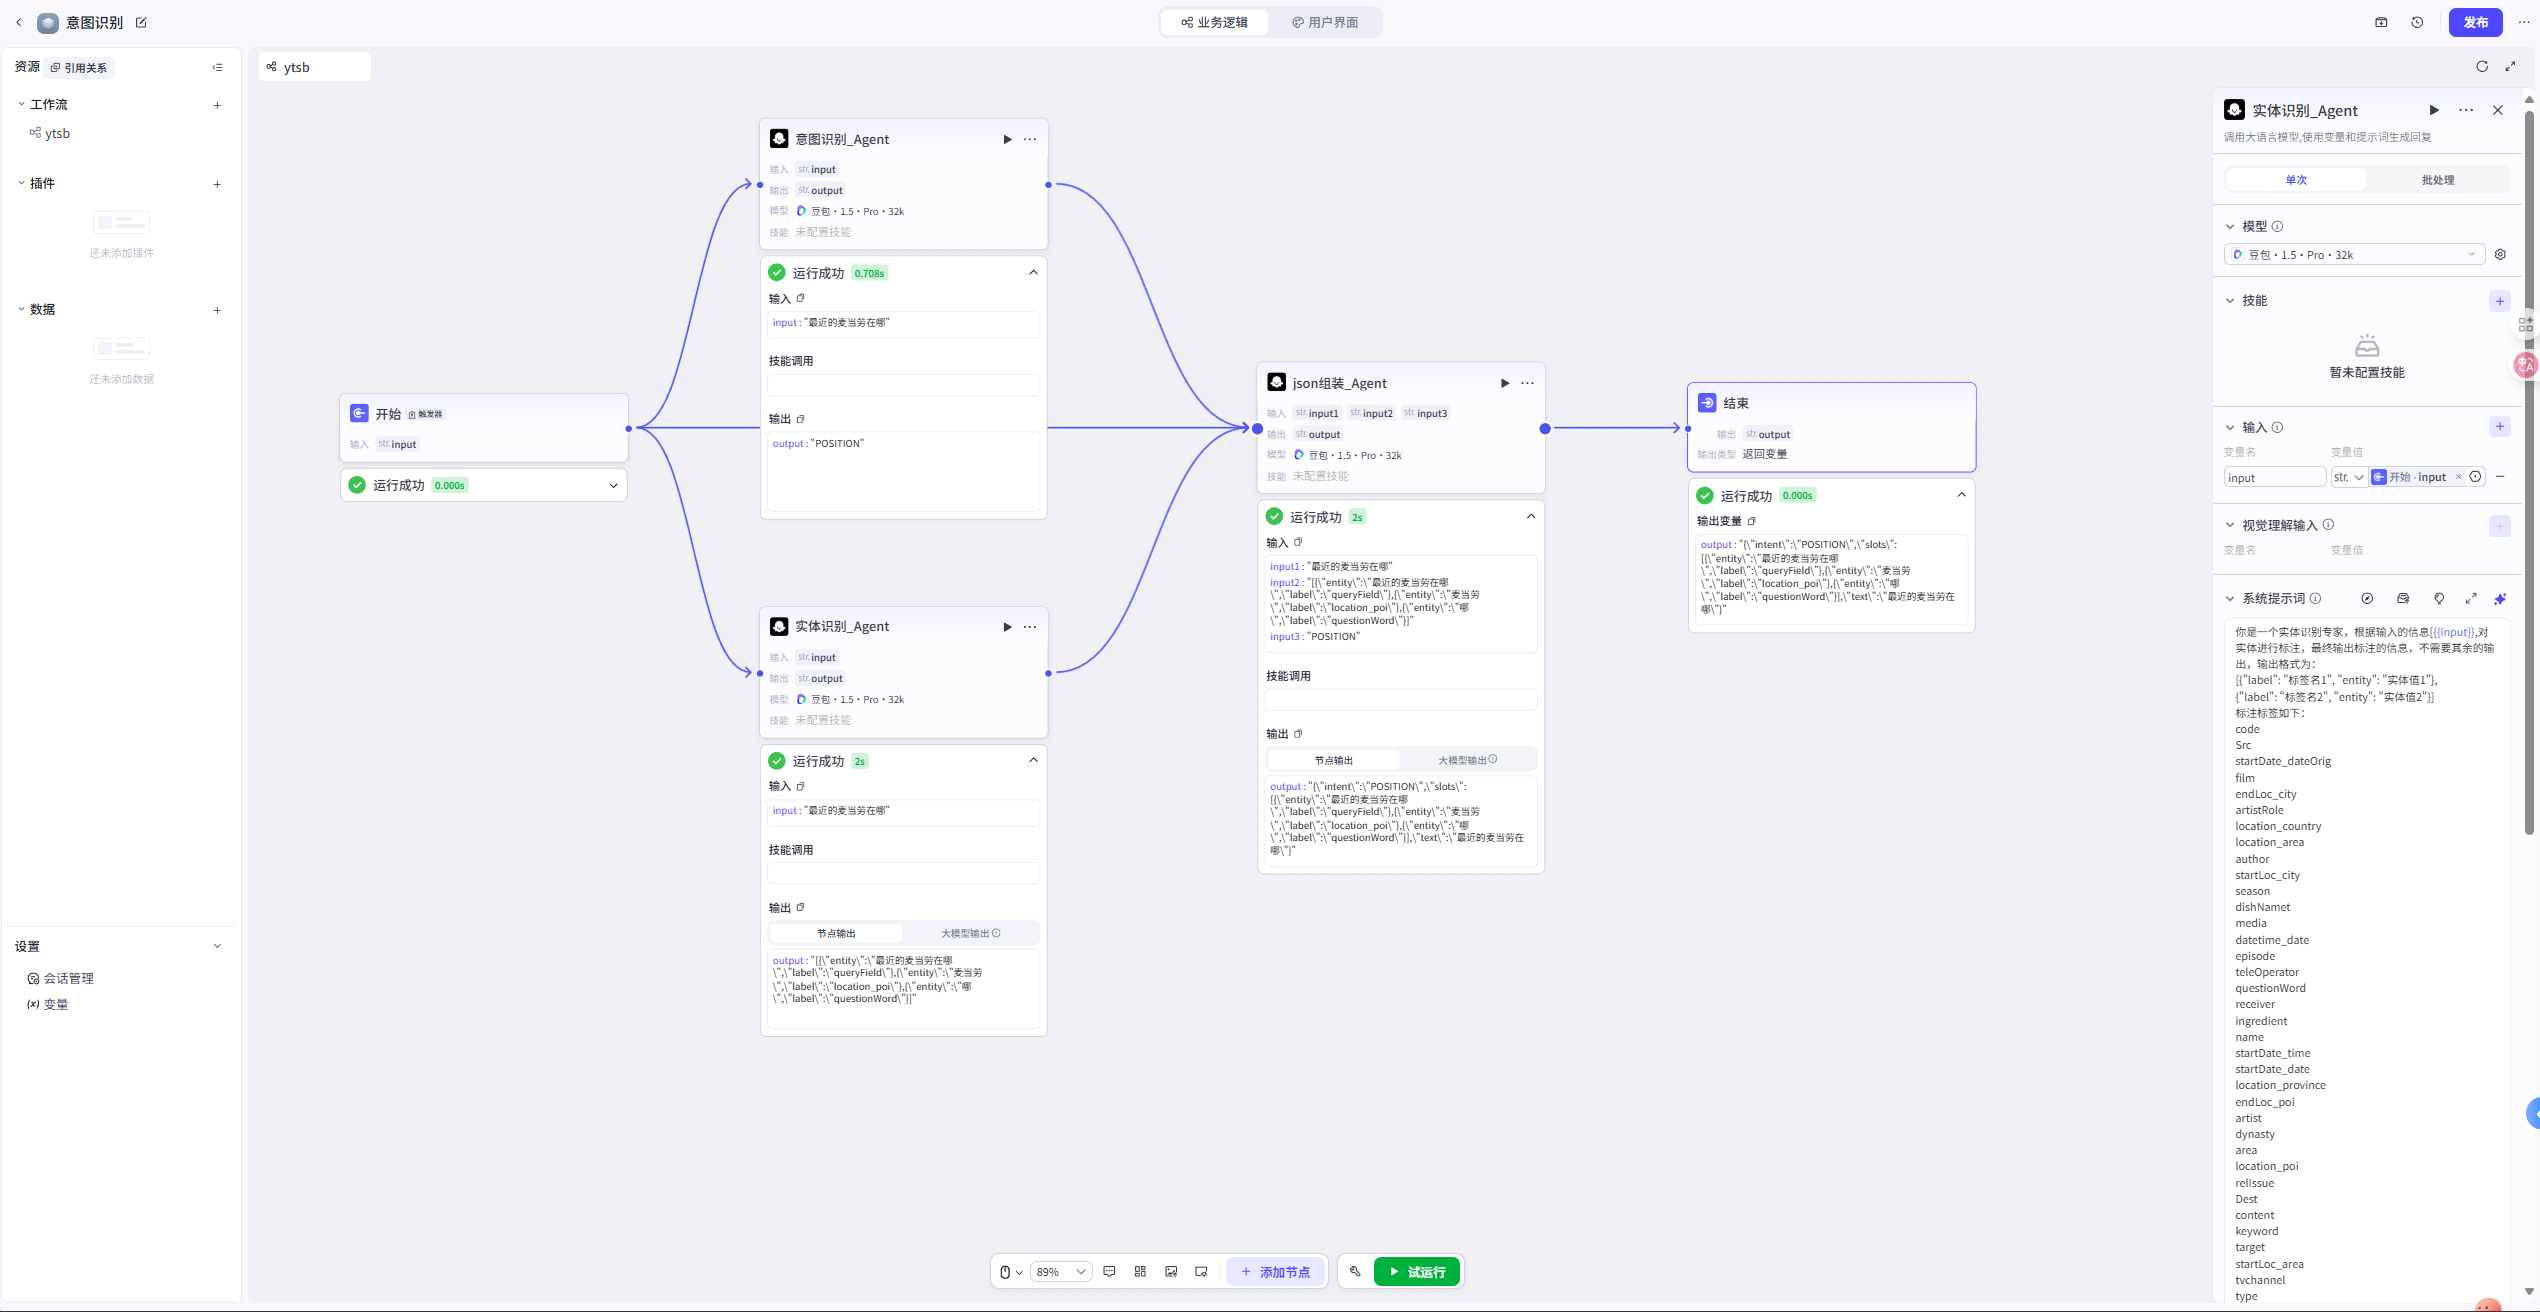 意图识别
业务逻辑
用户界面
发布
资源
引用关系
工作流
ytsb
插件
还未添加插件
数据
还未添加数据
设置
会话管理
变量
ytsb
开始
触发器
输入 str. input
运行成功 0.000s
意图识别_Agent
输入 str. input
输出 str. output
模型 豆包·1.5·Pro·32k
技能 未配置技能
运行成功 0.708s
输入
input : "最近的麦当劳在哪"
技能调用
输出
output : "POSITION"
实体识别_Agent
输入 str. input
输出 str. output
模型 豆包·1.5·Pro·32k
技能 未配置技能
运行成功 2s
输入
input : "最近的麦当劳在哪"
技能调用
输出
节点输出 大模型输出
output : "[{\"entity\":\"最近的麦当劳在哪
\",\"label\":\"queryField\"},{\"entity\":\"麦当劳
\",\"label\":\"location_poi\"},{\"entity\":\"哪
\",\"label\":\"questionWord\"}]"
json组装_Agent
输入 str. input1 str. input2 str. input3
输出 str. output
模型 豆包·1.5·Pro·32k
技能 未配置技能
运行成功 2s
输入
input1 : "最近的麦当劳在哪"
input2 : "[{\"entity\":\"最近的麦当劳在哪
\",\"label\":\"queryField\"},{\"entity\":\"麦当劳
\",\"label\":\"location_poi\"},{\"entity\":\"哪
\",\"label\":\"questionWord\"}]"
input3 : "POSITION"
技能调用
输出
节点输出 大模型输出
output : "{\"intent\":\"POSITION\",\"slots\":
[{\"entity\":\"最近的麦当劳在哪
\",\"label\":\"queryField\"},{\"entity\":\"麦当劳
\",\"label\":\"location_poi\"},{\"entity\":\"哪
\",\"label\":\"questionWord\"}],\"text\":\"最近的麦当劳在
哪\"}"
结束
输出 str. output
输出类型 返回变量
运行成功 0.000s
输出变量
output : "{\"intent\":\"POSITION\",\"slots\":
[{\"entity\":\"最近的麦当劳在哪
\",\"label\":\"queryField\"},{\"entity\":\"麦当劳
\",\"label\":\"location_poi\"},{\"entity\":\"哪
\",\"label\":\"questionWord\"}],\"text\":\"最近的麦当劳在
哪\"}"
89%
添加节点
试运行
实体识别_Agent
调用大语言模型,使用变量和提示词生成回复
单次 批处理
模型
豆包·1.5·Pro·32k
技能
暂未配置技能
输入
变量名 变量值
input str. 开始 - input
视觉理解输入
变量名 变量值
系统提示词
你是一个实体识别专家，根据输入的信息[{{input}},对
实体进行标注，最终输出标注的信息，不需要其余的输
出，输出格式为：
[{"label": "标签名1", "entity": "实体值1"},
{"label": "标签名2", "entity": "实体值2"}]
标注标签如下：
code
Src
startDate_dateOrig
film
endLoc_city
artistRole
location_country
location_area
author
startLoc_city
season
dishNamet
media
datetime_date
episode
teleOperator
questionWord
receiver
ingredient
name
startDate_time
startDate_date
location_province
endLoc_poi
artist
dynasty
area
location_poi
relIssue
Dest
content
keyword
target
startLoc_area
tvchannel
type